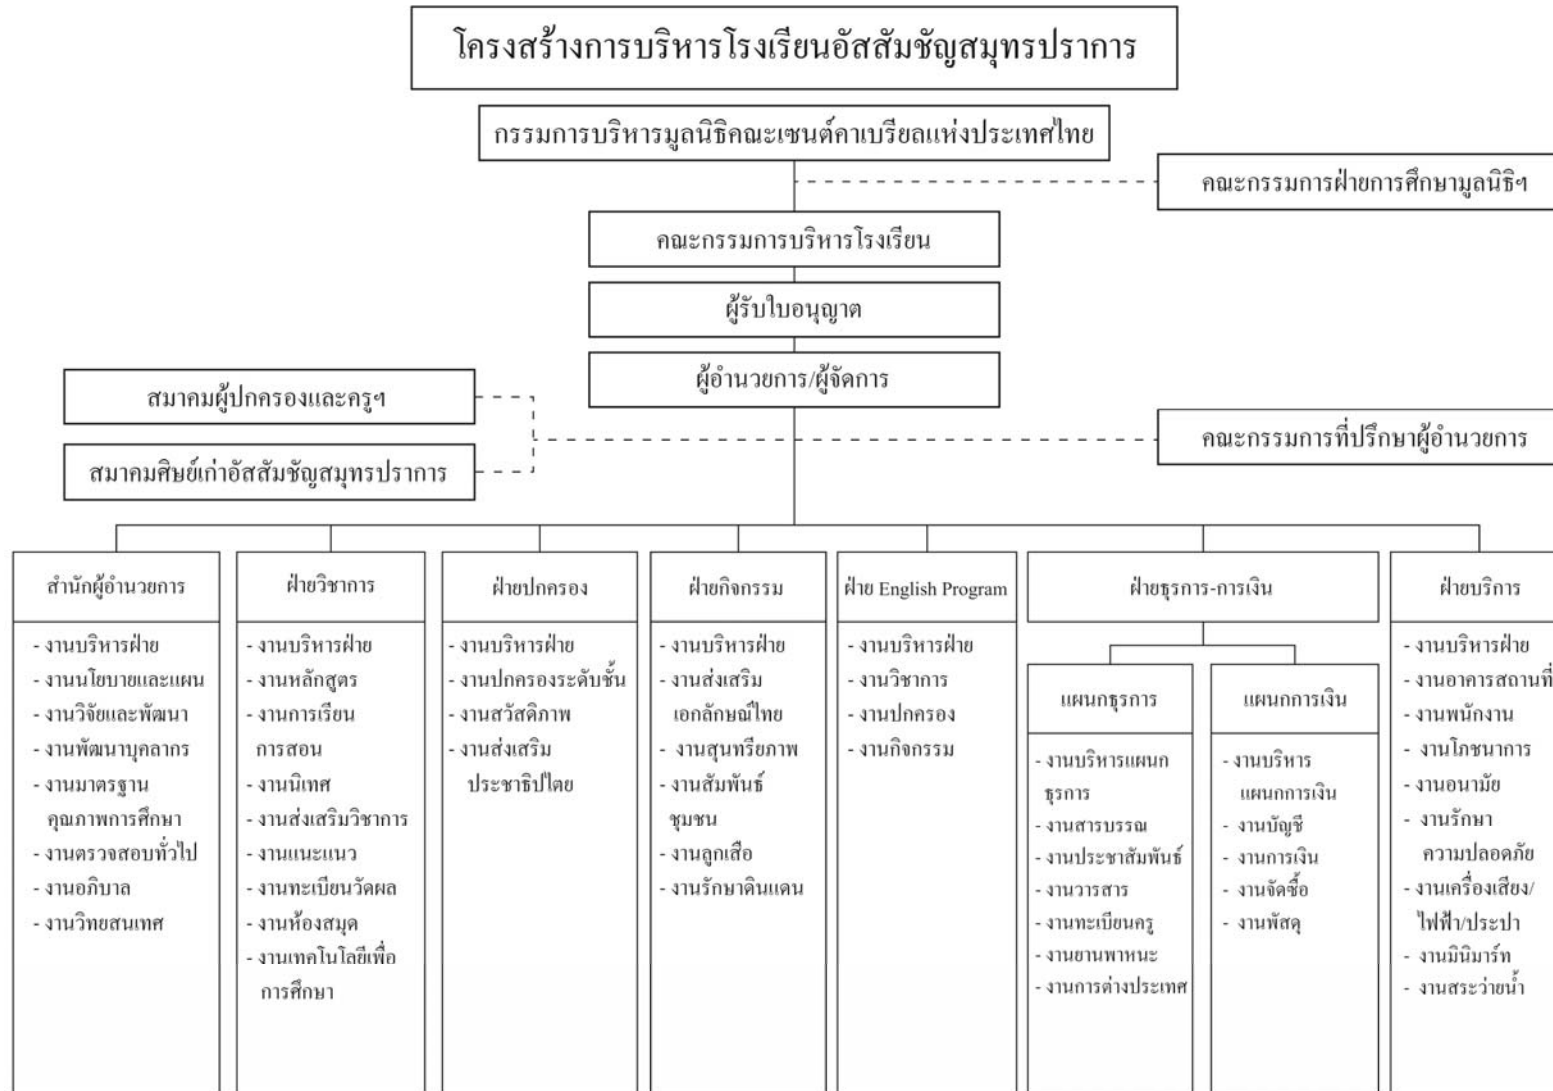 โครงสร้างการบริหารโรงเรียนอัสสัมชัญสมุทรปราการ
กรรมการบริหารมูลนิธิคณะเซนต์คาเบรียลแห่งประเทศไทย
คณะกรรมการฝ่ายการศึกษามูลนิธิฯ
คณะกรรมการบริหารโรงเรียน
ผู้รับใบอนุญาต
ผู้อำนวยการ/ผู้จัดการ
สมาคมผู้ปกครองและครูฯ
คณะกรรมการที่ปรึกษาผู้อำนวยการ
สมาคมศิษย์เก่าอัสสัมชัญสมุทรปราการ
สำนักผู้อำนวยการ
- งานบริหารฝ่าย
- งานนโยบายและแผน
- งานวิจัยและพัฒนา
- งานพัฒนาบุคลากร
- งานมาตรฐาน
คุณภาพการศึกษา
- งานตรวจสอบทั่วไป
- งานอภิบาล
- งานวิทยสนเทศ
ฝ่ายวิชาการ
- งานบริหารฝ่าย
- งานหลักสูตร
- งานการเรียน
การสอน
- งานนิเทศ
- งานส่งเสริมวิชาการ
- งานแนะแนว
- งานทะเบียนวัดผล
- งานห้องสมุด
- งานเทคโนโลยีเพื่อ
การศึกษา
ฝ่ายปกครอง
- งานบริหารฝ่าย
- งานปกครองระดับชั้น
- งานสวัสดิภาพ
- งานส่งเสริม
ประชาธิปไตย
ฝ่ายกิจกรรม
- งานบริหารฝ่าย
- งานส่งเสริม
เอกลักษณ์ไทย
- งานสุนทรียภาพ
- งานสัมพันธ์
ชุมชน
- งานลูกเสือ
- งานรักษาดินแดน
ฝ่าย English Program
- งานบริหารฝ่าย
- งานวิชาการ
- งานปกครอง
- งานกิจกรรม
ฝ่ายธุรการ-การเงิน
แผนกธุรการ
- งานบริหารแผนก
ธุรการ
- งานสารบรรณ
- งานประชาสัมพันธ์
- งานวารสาร
- งานทะเบียนครู
- งานยานพาหนะ
- งานการต่างประเทศ
แผนกการเงิน
- งานบริหาร
แผนกการเงิน
- งานบัญชี
- งานการเงิน
- งานจัดซื้อ
- งานพัสดุ
ฝ่ายบริการ
- งานบริหารฝ่าย
- งานอาคารสถานที่
- งานพนักงาน
- งานโภชนาการ
- งานอนามัย
- งานรักษา
ความปลอดภัย
- งานเครื่องเสียง/
ไฟฟ้า/ประปา
- งานมินิมาร์ท
- งานสระว่ายน้ำ